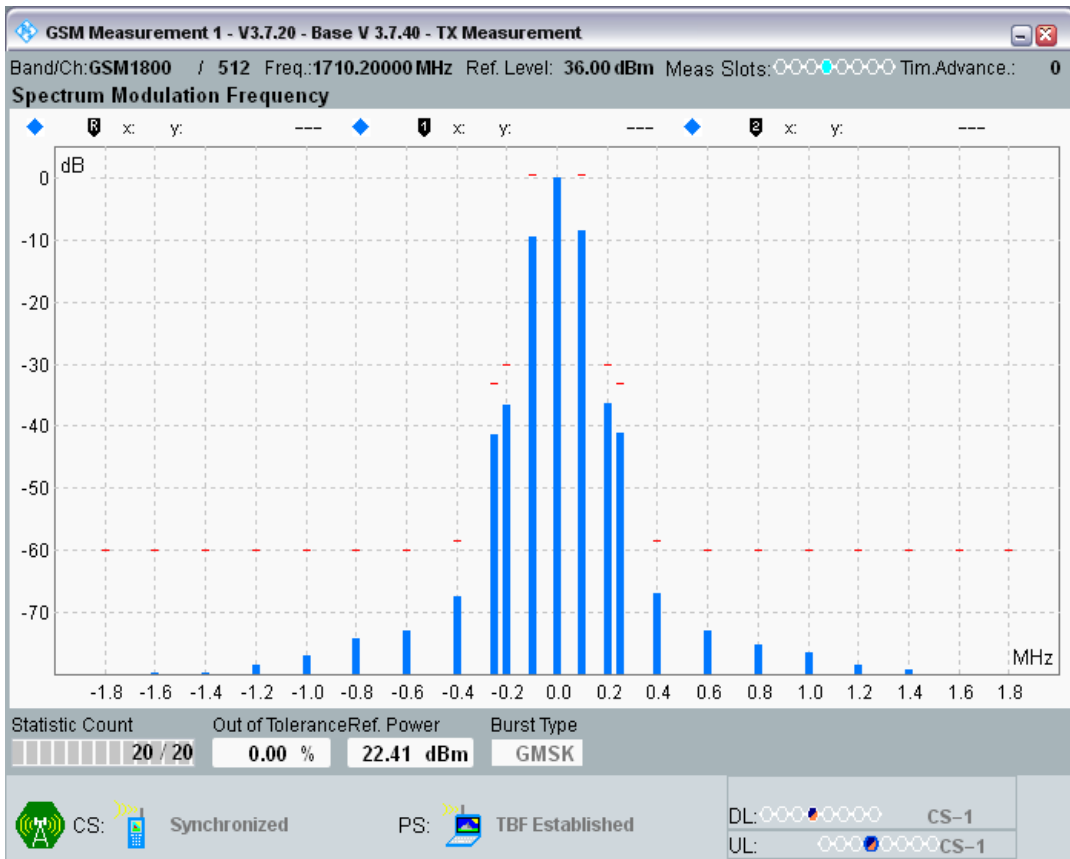 GSM Measurement 1 - V3.7.20 - Base V 3.7.40 - TX Measurement
Band/Ch:GSM1800 / 512 Freq.:1710.20000 MHz Ref. Level: 36.00 dBm Meas Slots: Tim.Advance.: 0
Spectrum Modulation Frequency
R x: y: --- 1 x: y: --- 2 x: y: ---
dB
0
-10
-20
-30
-40
-50
-60
-70
MHz
-1.8 -1.6 -1.4 -1.2 -1.0 -0.8 -0.6 -0.4 -0.2 0.0 0.2 0.4 0.6 0.8 1.0 1.2 1.4 1.6 1.8
Statistic Count Out of Tolerance Ref. Power Burst Type
20 / 20 0.00 % 22.41 dBm GMSK
CS: Synchronized PS: TBF Established
DL: CS-1
UL: CS-1